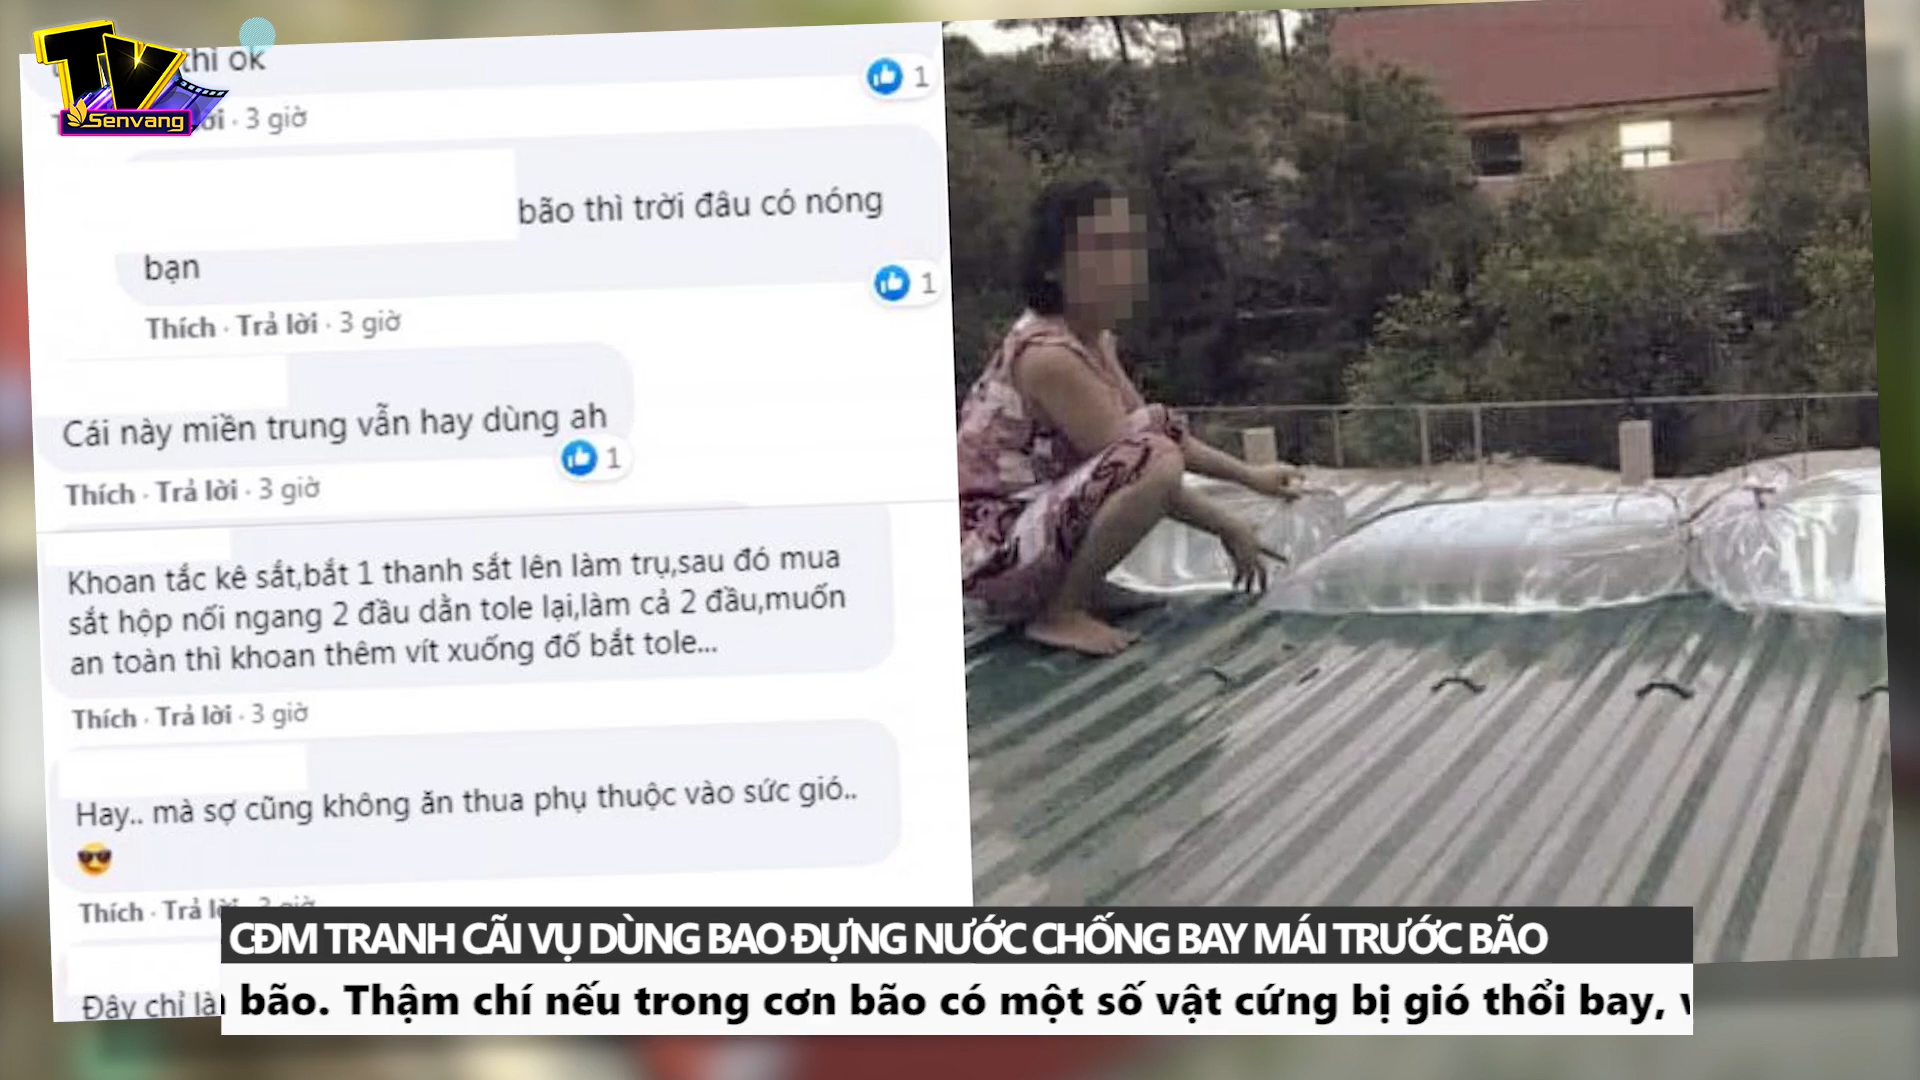 TV
Senvang
thì ok
1
3 giờ
bão thì trời đâu có nóng
bạn
1
Thích · Trả lời · 3 giờ
Cái này miền trung vẫn hay dùng ah
1
Thích · Trả lời · 3 giờ
Khoan tắc kê sắt,bắt 1 thanh sắt lên làm trụ,sau đó mua
sắt hộp nối ngang 2 đầu dằn tole lại,làm cả 2 đầu,muốn
an toàn thì khoan thêm vít xuống đố bắt tole...
Thích · Trả lời · 3 giờ
Hay.. mà sợ cũng không ăn thua phụ thuộc vào sức gió..
😎
Thích · Trả lời · 3 giờ
Đây chỉ là
CĐM TRANH CÃI VỤ DÙNG BAO ĐỰNG NƯỚC CHỐNG BAY MÁI TRƯỚC BÃO
bão. Thậm chí nếu trong cơn bão có một số vật cứng bị gió thổi bay,